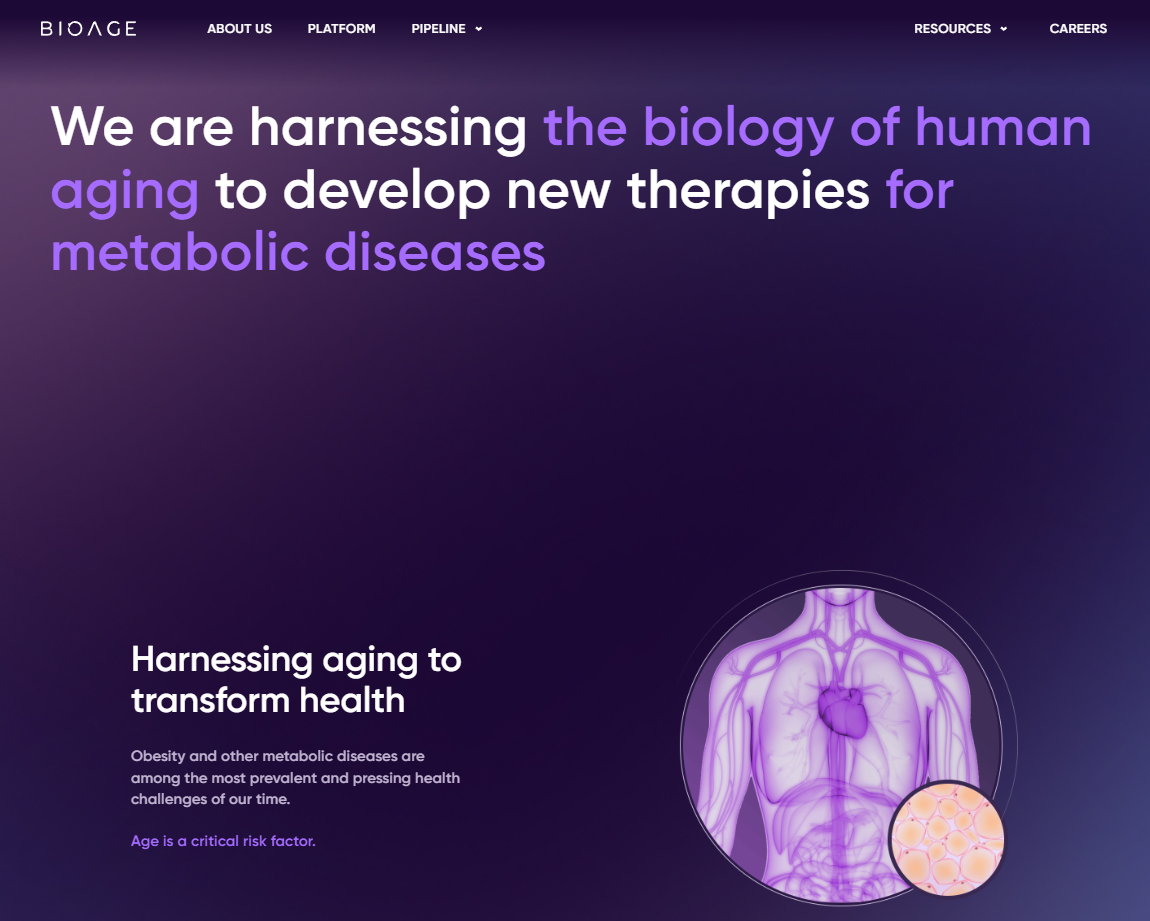 BIOAGE
ABOUT US
PLATFORM
PIPELINE
RESOURCES
CAREERS
We are harnessing the biology of human
aging to develop new therapies for
metabolic diseases
Harnessing aging to
transform health
Obesity and other metabolic diseases are
among the most prevalent and pressing health
challenges of our time.
Age is a critical risk factor.